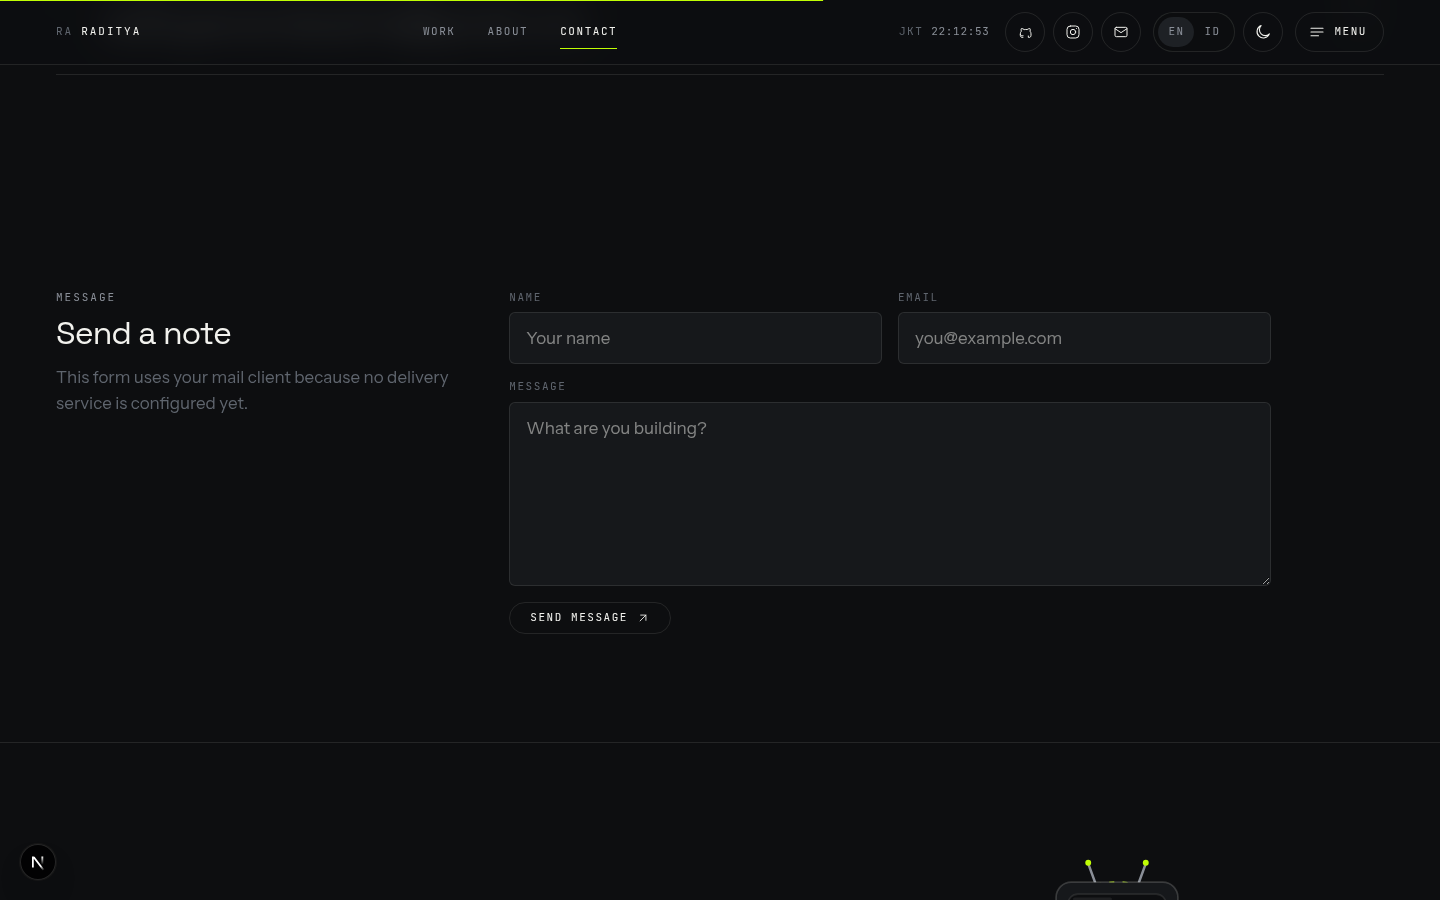 RA RADITYA
WORK ABOUT CONTACT
JKT 22:12:53
EN ID
MENU
MESSAGE
Send a note
This form uses your mail client because no delivery
service is configured yet.
NAME
Your name
EMAIL
you@example.com
MESSAGE
What are you building?
SEND MESSAGE
N